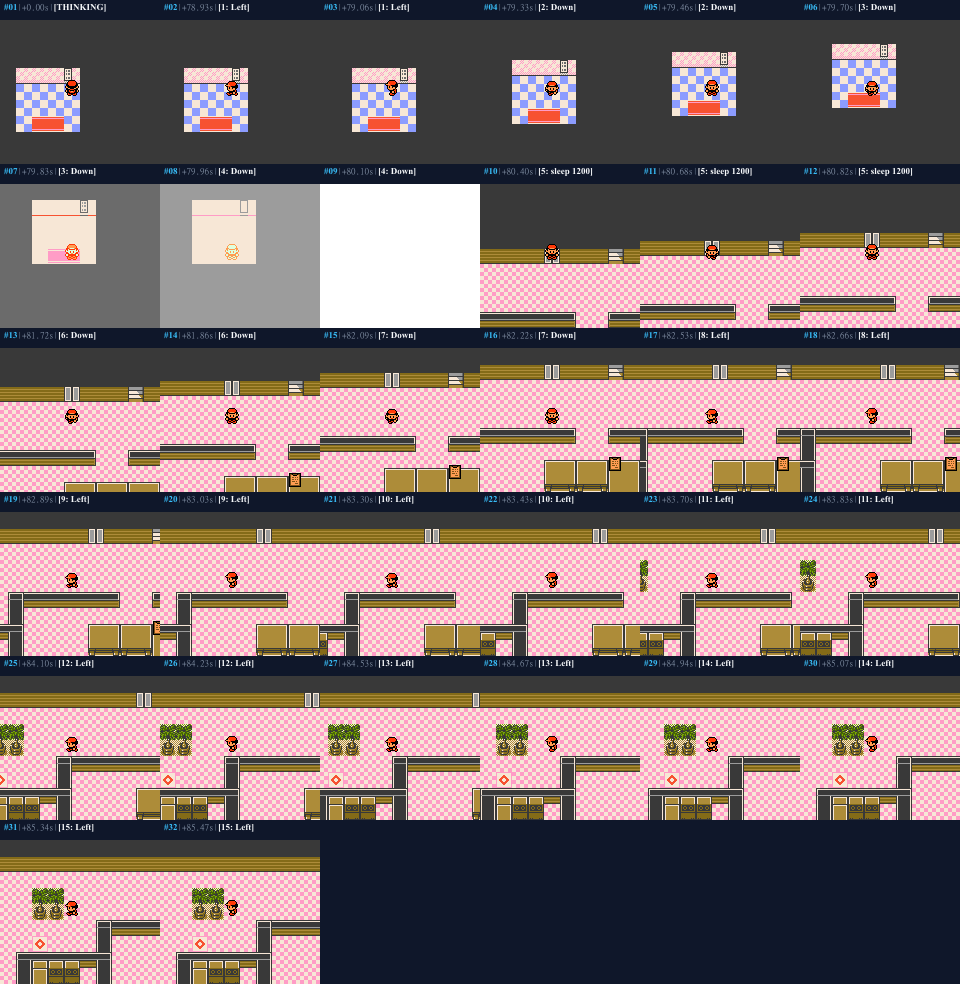 #01 | +0.00s | [THINKING]
#02 | +78.93s | [1: Left]
#03 | +79.06s | [1: Left]
#04 | +79.33s | [2: Down]
#05 | +79.46s | [2: Down]
#06 | +79.70s | [3: Down]
#07 | +79.83s | [3: Down]
#08 | +79.96s | [4: Down]
#09 | +80.10s | [4: Down]
#10 | +80.40s | [5: sleep 1200]
#11 | +80.68s | [5: sleep 1200]
#12 | +80.82s | [5: sleep 1200]
#13 | +81.72s | [6: Down]
#14 | +81.86s | [6: Down]
#15 | +82.09s | [7: Down]
#16 | +82.22s | [7: Down]
#17 | +82.53s | [8: Left]
#18 | +82.66s | [8: Left]
#19 | +82.89s | [9: Left]
#20 | +83.03s | [9: Left]
#21 | +83.30s | [10: Left]
#22 | +83.43s | [10: Left]
#23 | +83.70s | [11: Left]
#24 | +83.83s | [11: Left]
#25 | +84.10s | [12: Left]
#26 | +84.23s | [12: Left]
#27 | +84.53s | [13: Left]
#28 | +84.67s | [13: Left]
#29 | +84.94s | [14: Left]
#30 | +85.07s | [14: Left]
#31 | +85.34s | [15: Left]
#32 | +85.47s | [15: Left]